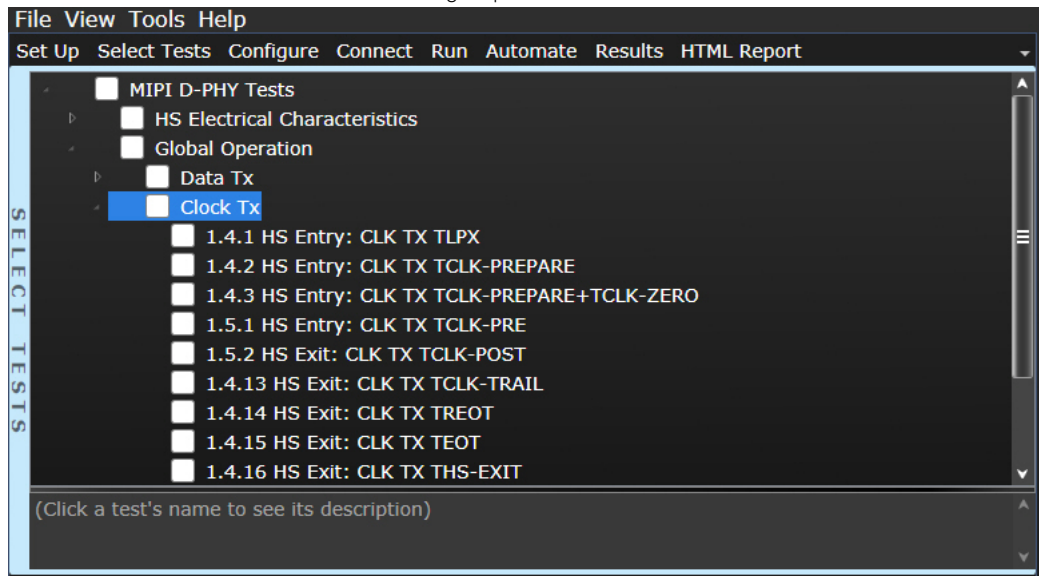 File View Tools Help
Set Up Select Tests Configure Connect Run Automate Results HTML Report
MIPI D-PHY Tests
HS Electrical Characteristics
Global Operation
Data Tx
Clock Tx
1.4.1 HS Entry: CLK TX TLPX
1.4.2 HS Entry: CLK TX TCLK-PREPARE
1.4.3 HS Entry: CLK TX TCLK-PREPARE+TCLK-ZERO
1.5.1 HS Entry: CLK TX TCLK-PRE
1.5.2 HS Exit: CLK TX TCLK-POST
1.4.13 HS Exit: CLK TX TCLK-TRAIL
1.4.14 HS Exit: CLK TX TREOT
1.4.15 HS Exit: CLK TX TEOT
1.4.16 HS Exit: CLK TX THS-EXIT
SELECT TESTS
(Click a test's name to see its description)